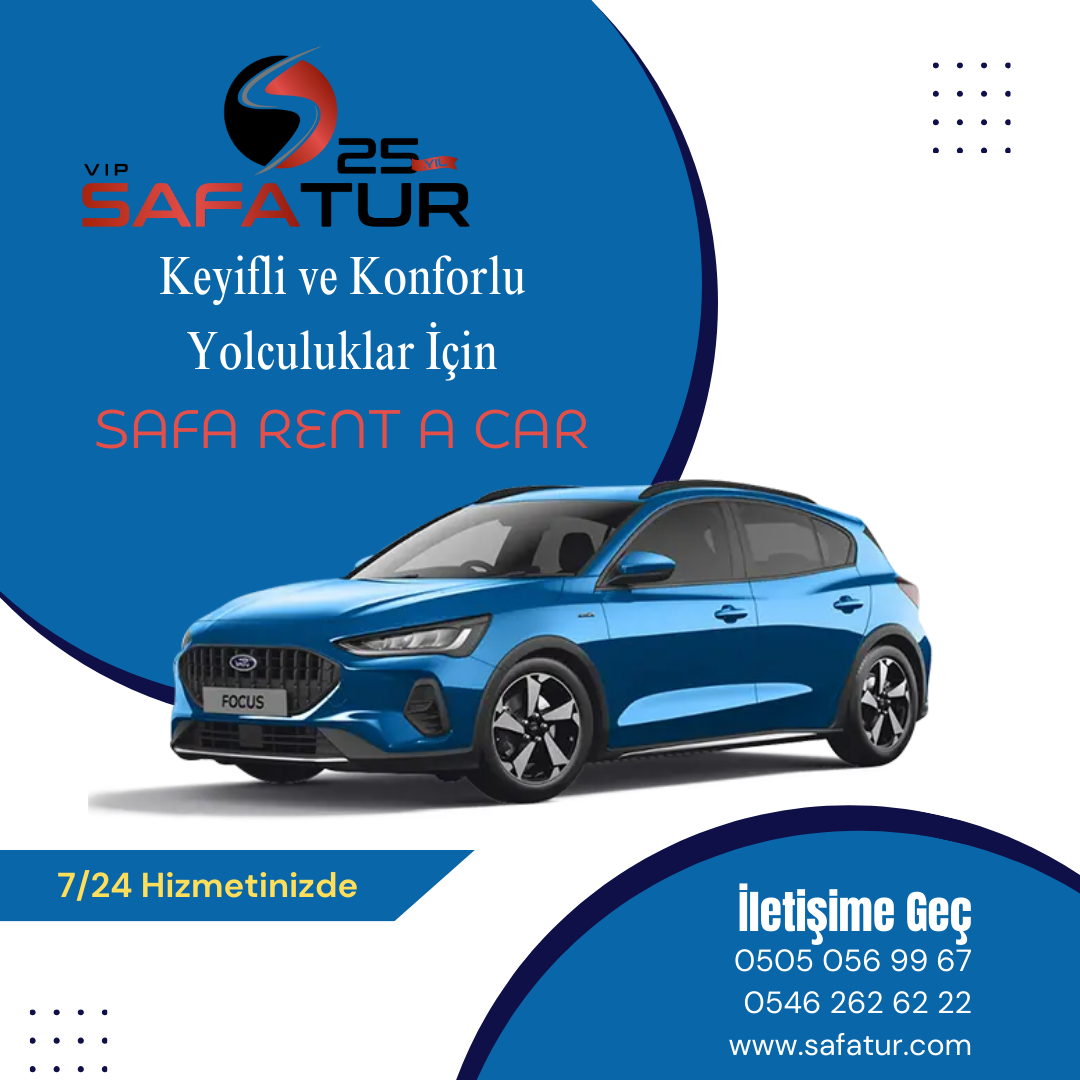 VIP
25
YIL
SAFATUR
Keyifli ve Konforlu
Yolculuklar İçin
SAFA RENT A CAR
FOCUS
7/24 Hizmetinizde
İletişime Geç
0505 056 99 67
0546 262 62 22
www.safatur.com